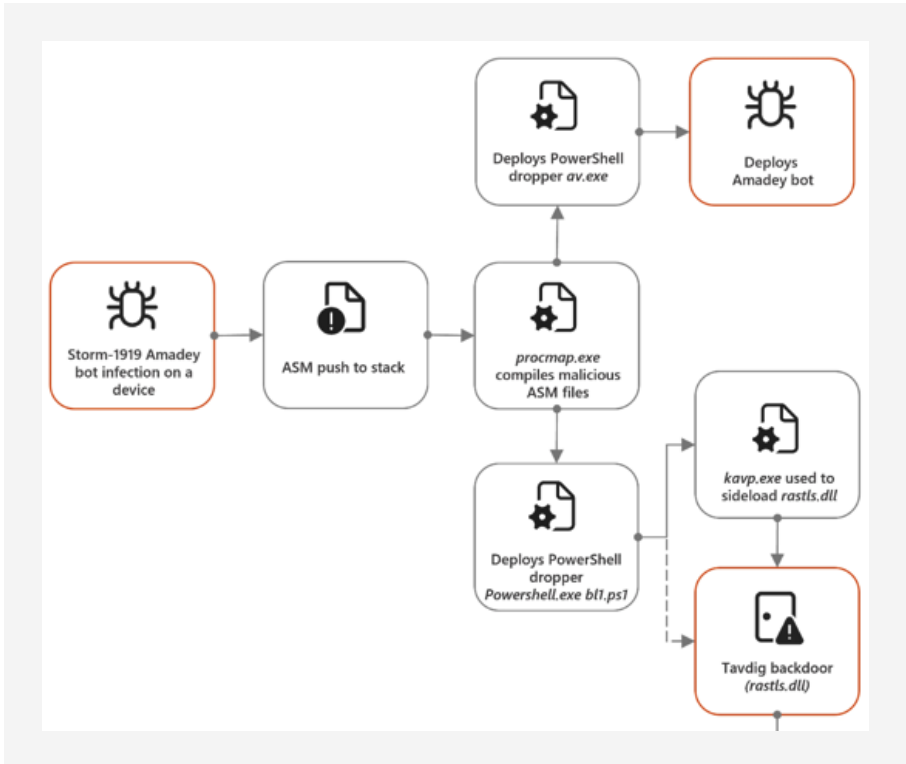 Deploys PowerShell
dropper av.exe
Deploys
Amadey bot
Storm-1919 Amadey
bot infection on a
device
ASM push to stack
procmap.exe
compiles malicious
ASM files
kavp.exe used to
sideload rastls.dll
Deploys PowerShell
dropper
Powershell.exe bl1.ps1
Tavdig backdoor
(rastls.dll)